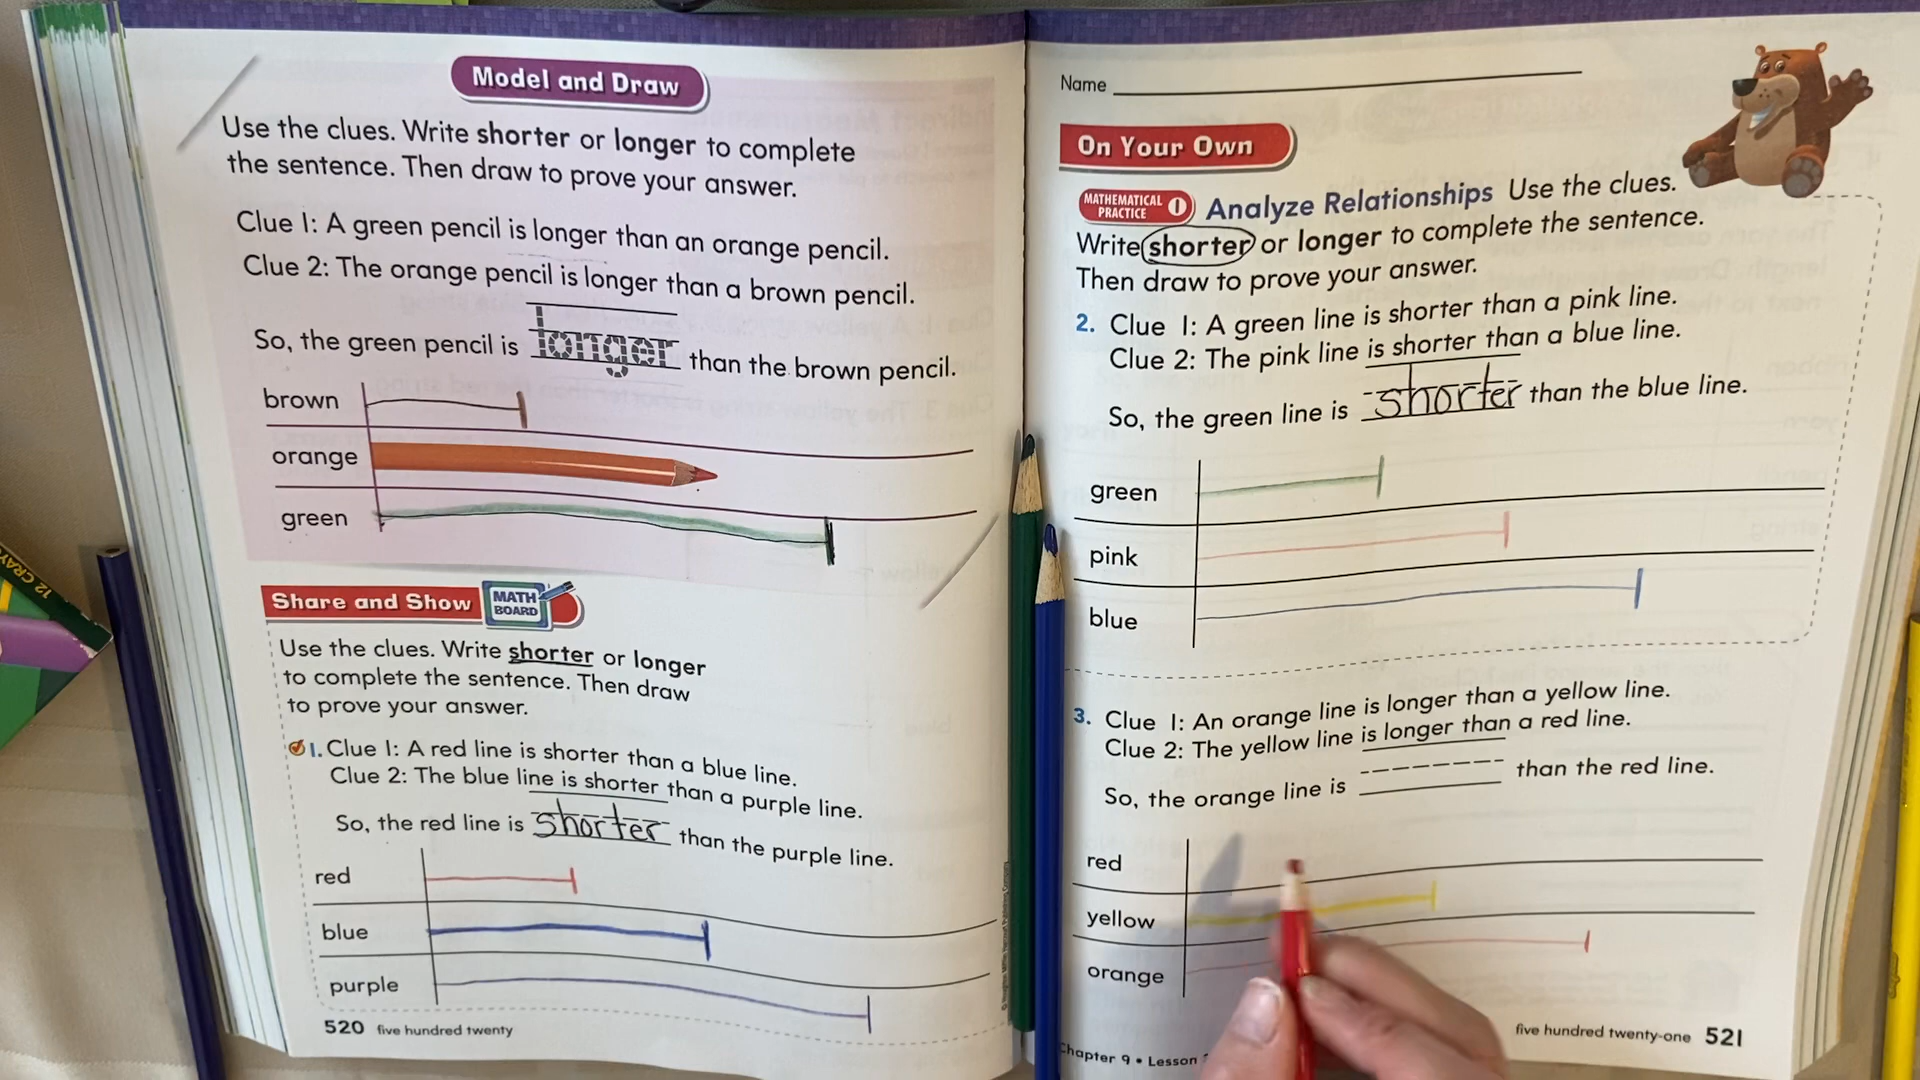 Model and Draw
Use the clues. Write shorter or longer to complete
the sentence. Then draw to prove your answer.
Clue 1: A green pencil is longer than an orange pencil.
Clue 2: The orange pencil is longer than a brown pencil.
So, the green pencil is longer than the brown pencil.
brown
orange
green
Share and Show MATH BOARD
Use the clues. Write shorter or longer
to complete the sentence. Then draw
to prove your answer.
1. Clue 1: A red line is shorter than a blue line.
Clue 2: The blue line is shorter than a purple line.
So, the red line is shorter than the purple line.
red
blue
purple
520 five hundred twenty
12 CRAY
Name
On Your Own
MATHEMATICAL PRACTICE 1 Analyze Relationships Use the clues.
Write shorter or longer to complete the sentence.
Then draw to prove your answer.
2. Clue 1: A green line is shorter than a pink line.
Clue 2: The pink line is shorter than a blue line.
So, the green line is shorter than the blue line.
green
pink
blue
3. Clue 1: An orange line is longer than a yellow line.
Clue 2: The yellow line is longer than a red line.
So, the orange line is than the red line.
red
yellow
orange
Chapter 9 • Lesson
five hundred twenty-one 521